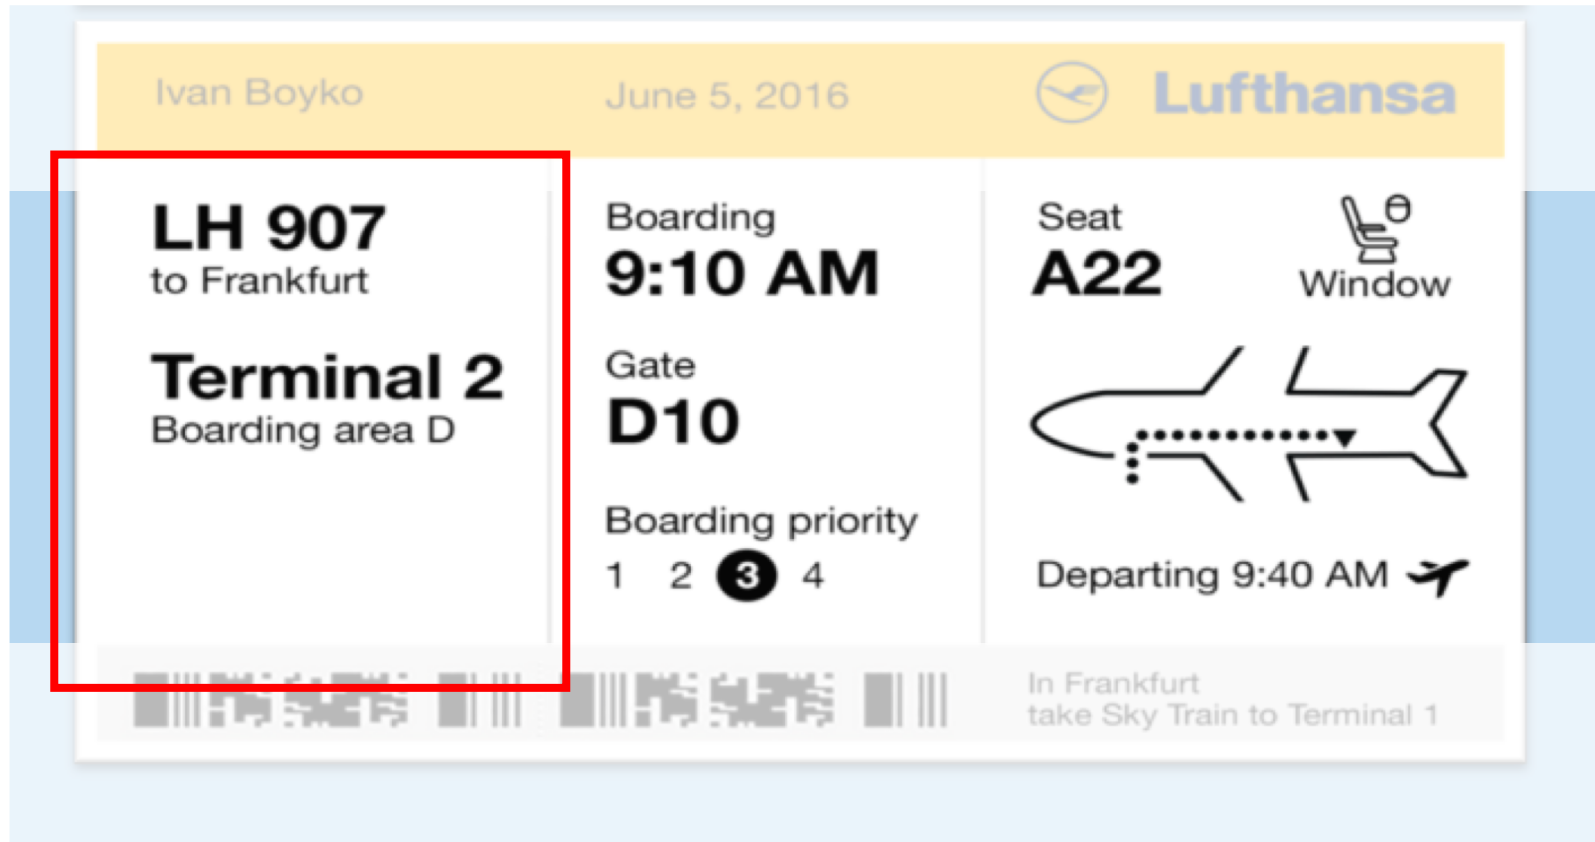 Ivan Boyko
June 5, 2016
Lufthansa
LH 907
to Frankfurt
Terminal 2
Boarding area D
Boarding
9:10 AM
Gate
D10
Boarding priority
1 2 3 4
Seat
A22
Window
Departing 9:40 AM
In Frankfurt
take Sky Train to Terminal 1